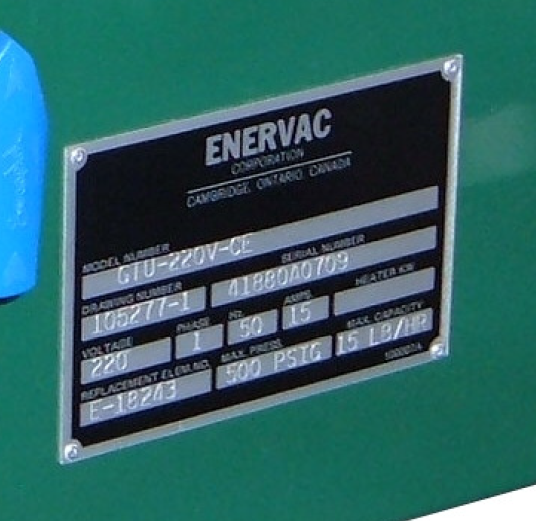 ENERVAC
CORPORATION
CAMBRIDGE, ONTARIO, CANADA
MODEL NUMBER
GTU-220V-CE
DRAWING NUMBER SERIAL NUMBER
105277-1 41880A0709
VOLTAGE PHASE Hz. AMPS HEATER KW
220 1 50 15
REPLACEMENT ELEM.NO. MAX. PRESS. MAX. CAPACITY
E-18243 500 PSIG 15 LB/HR